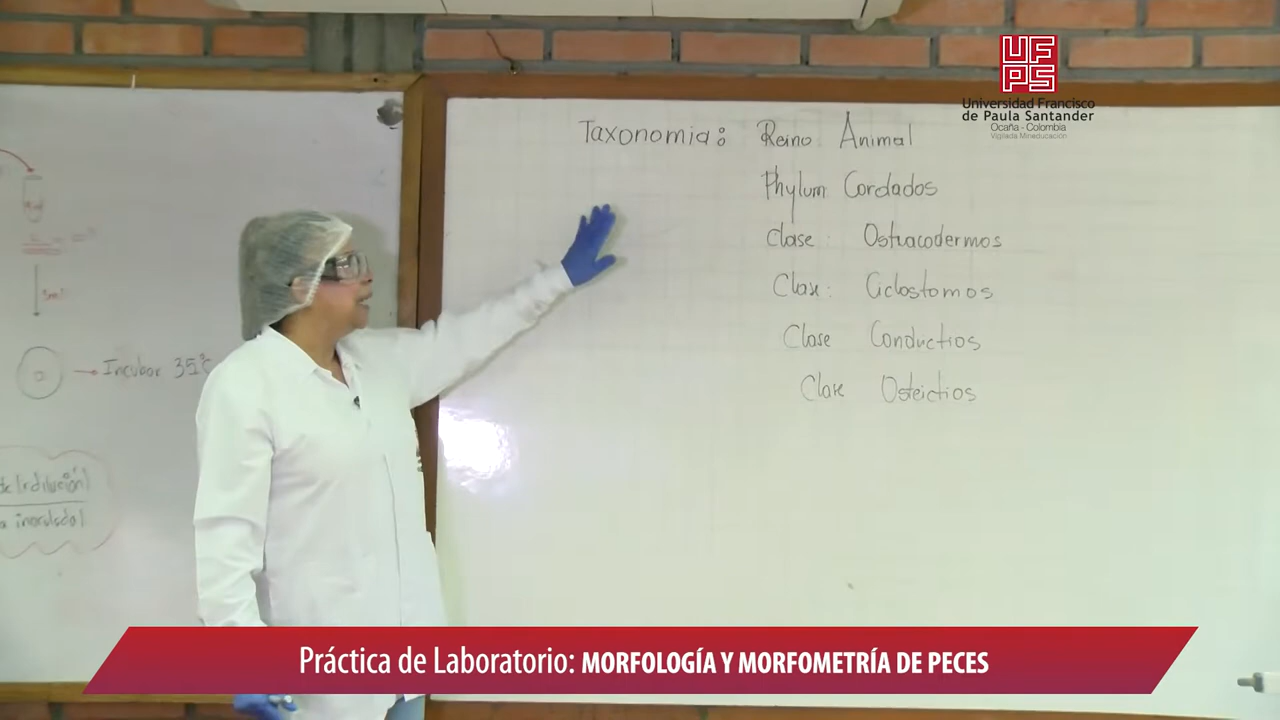 UFPS
Universidad Francisco
de Paula Santander
Ocaña - Colombia
Vigilada Mineducación
Taxonomia: Reino Animal
Phylum Cordados
Clase: Ostracodermos
Clase: Ciclostomos
Clase Conductios
Clase Osteictios
Incubar 35°C
Práctica de Laboratorio: MORFOLOGÍA Y MORFOMETRÍA DE PECES